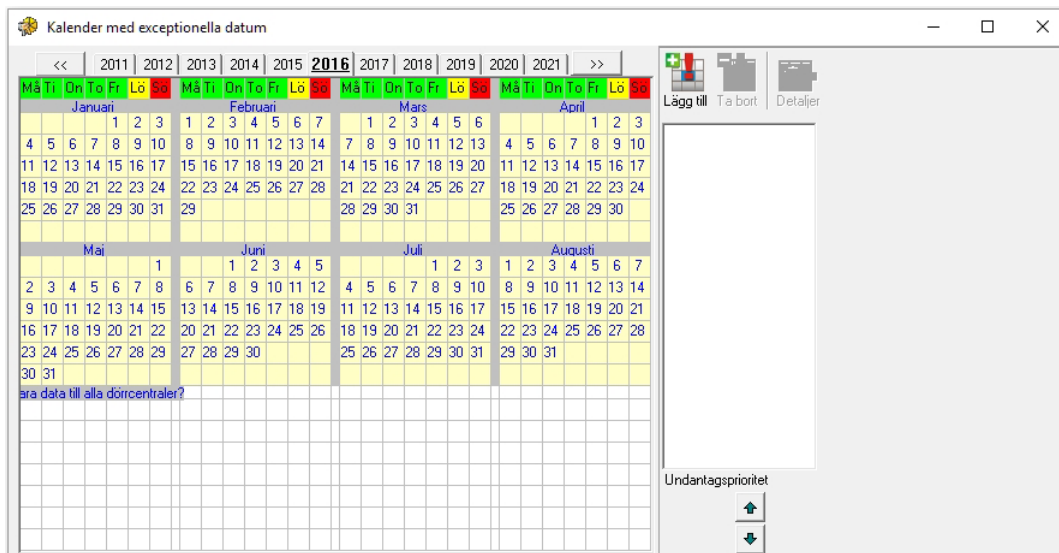 Kalender med exceptionella datum
<< 2011 2012 2013 2014 2015 2016 2017 2018 2019 2020 2021 >>
Lägg till Ta bort Detaljer
Må Ti On To Fr Lö Sö Må Ti On To Fr Lö Sö Må Ti On To Fr Lö Sö Må Ti On To Fr Lö Sö
Januari Februari Mars April
1 2 3 1 2 3 4 5 6 7 1 2 3 4 5 6 1 2 3
4 5 6 7 8 9 10 8 9 10 11 12 13 14 7 8 9 10 11 12 13 4 5 6 7 8 9 10
11 12 13 14 15 16 17 15 16 17 18 19 20 21 14 15 16 17 18 19 20 11 12 13 14 15 16 17
18 19 20 21 22 23 24 22 23 24 25 26 27 28 21 22 23 24 25 26 27 18 19 20 21 22 23 24
25 26 27 28 29 30 31 29 28 29 30 31 25 26 27 28 29 30
Maj Juni Juli Augusti
1 1 2 3 4 5 1 2 3 1 2 3 4 5 6 7
2 3 4 5 6 7 8 6 7 8 9 10 11 12 4 5 6 7 8 9 10 8 9 10 11 12 13 14
9 10 11 12 13 14 15 13 14 15 16 17 18 19 11 12 13 14 15 16 17 15 16 17 18 19 20 21
16 17 18 19 20 21 22 20 21 22 23 24 25 26 18 19 20 21 22 23 24 22 23 24 25 26 27 28
23 24 25 26 27 28 29 27 28 29 30 25 26 27 28 29 30 31 29 30 31
30 31
ara data till alla dörrcentraler?
Undantagsprioritet